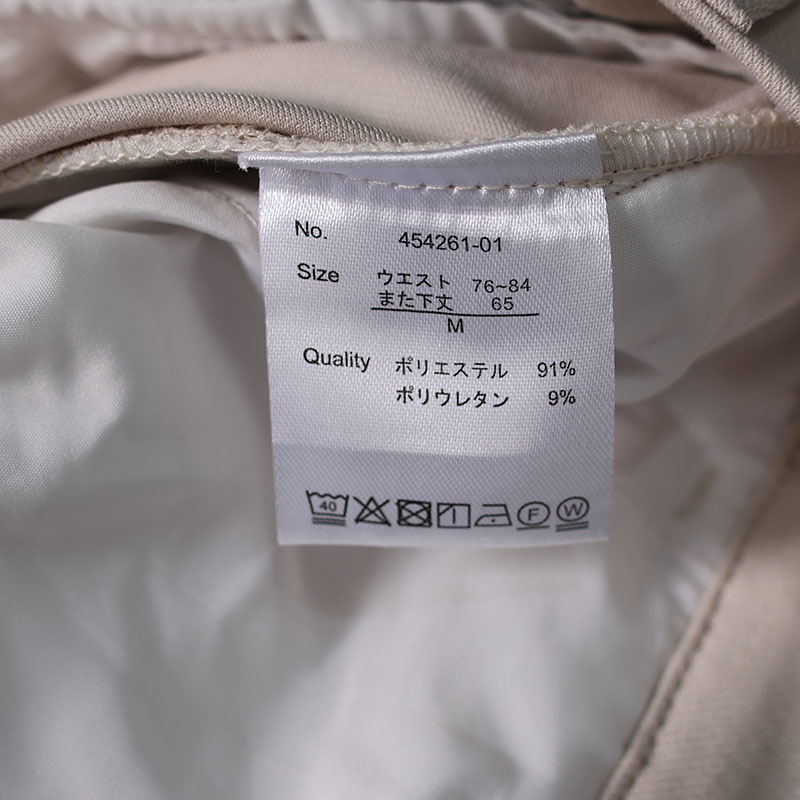 No. 454261-01
Size ウエスト 76~84
また下丈 65
M
Quality ポリエステル 91%
ポリウレタン 9%
40 F W